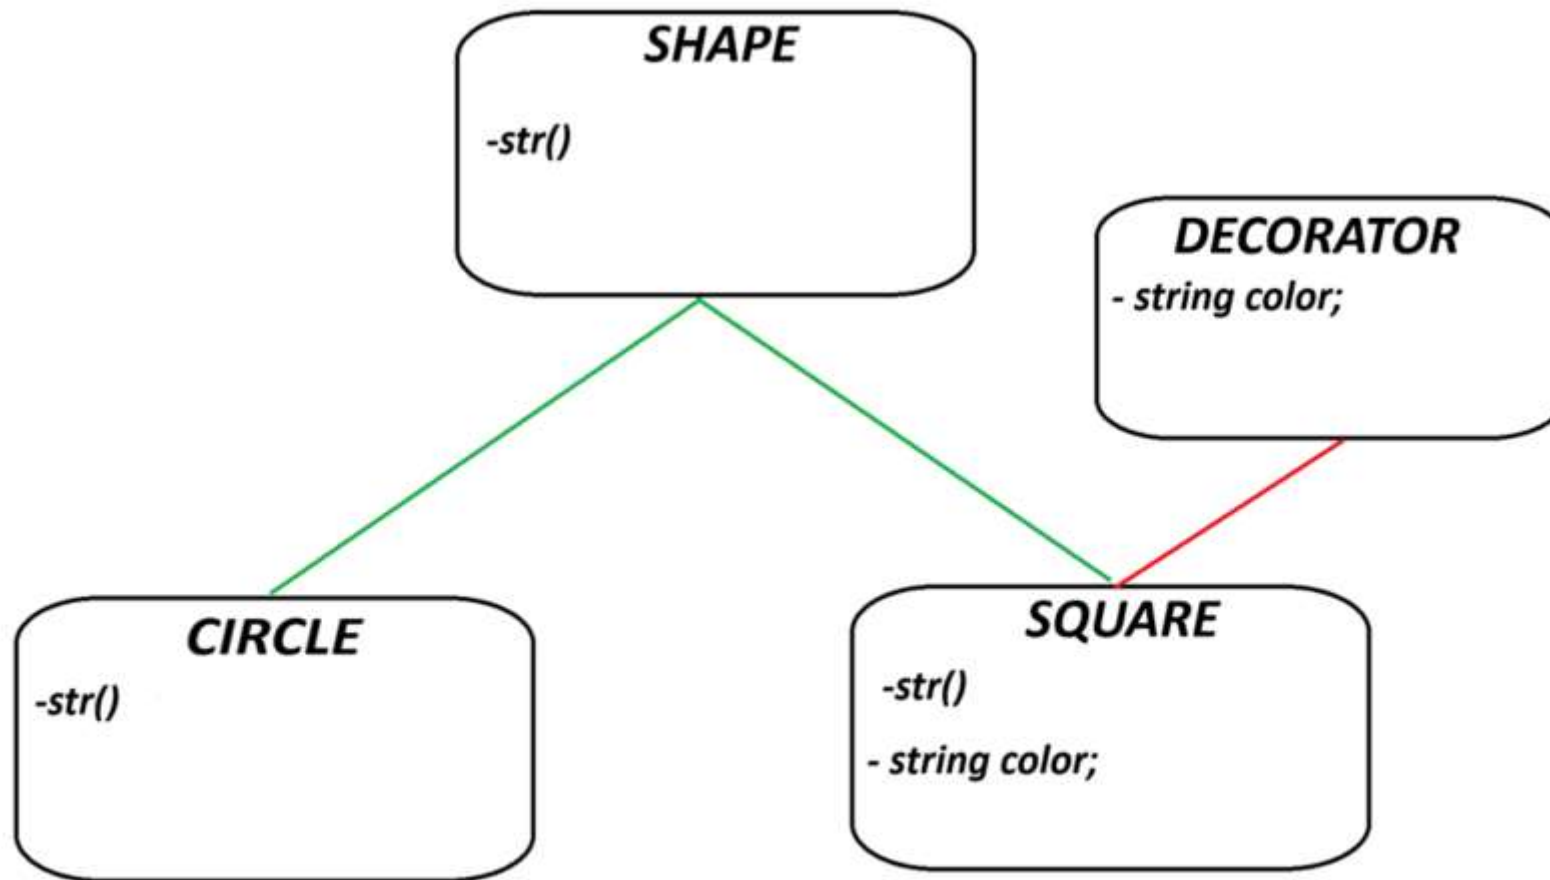 SHAPE
-str()
DECORATOR
- string color;
CIRCLE
-str()
SQUARE
-str()
- string color;